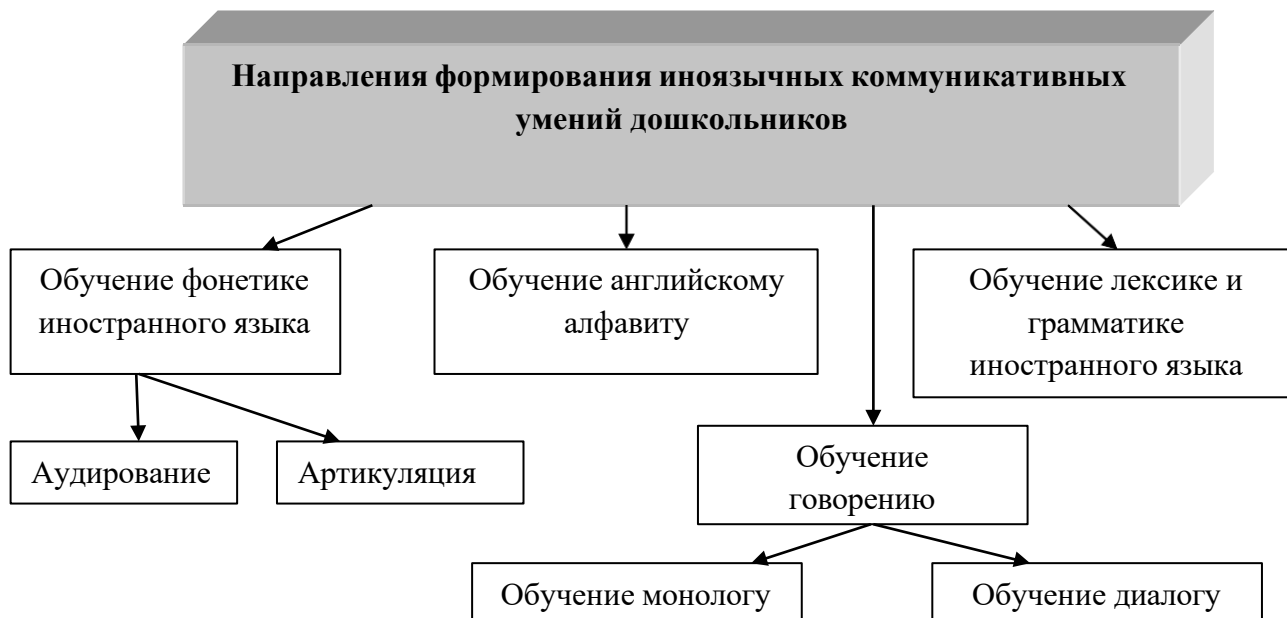 Направления формирования иноязычных коммуникативных
умений дошкольников
Обучение фонетике
иностранного языка
Обучение английскому
алфавиту
Обучение лексике и
грамматике
иностранного языка
Аудирование
Артикуляция
Обучение
говорению
Обучение монологу
Обучение диалогу